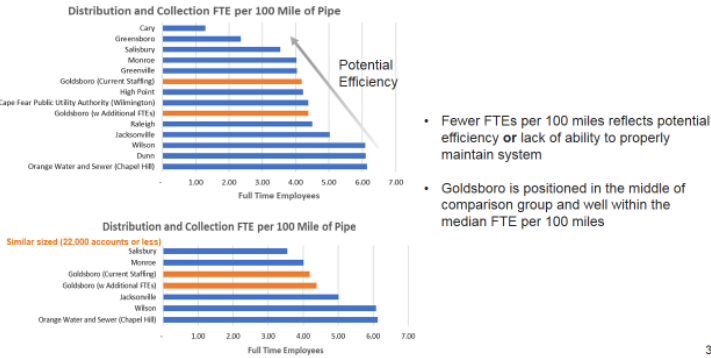 Distribution and Collection FTE per 100 Mile of Pipe
Cary
Greensboro
Salisbury
Monroe
Greenville
Goldsboro (Current Staffing)
High Point
Cape Fear Public Utility Authority (Wilmington)
Goldsboro (w Additional FTEs)
Raleigh
Jacksonville
Wilson
Dunn
Orange Water and Sewer (Chapel Hill)
- 1.00 2.00 3.00 4.00 5.00 6.00 7.00
Full Time Employees
Potential
Efficiency
• Fewer FTEs per 100 miles reflects potential
efficiency or lack of ability to properly
maintain system
• Goldsboro is positioned in the middle of
comparison group and well within the
median FTE per 100 miles
Distribution and Collection FTE per 100 Mile of Pipe
Similar sized (22,000 accounts or less)
Salisbury
Monroe
Goldsboro (Current Staffing)
Goldsboro (w Additional FTEs)
Jacksonville
Wilson
Orange Water and Sewer (Chapel Hill)
- 1.00 2.00 3.00 4.00 5.00 6.00 7.00
Full Time Employees
3